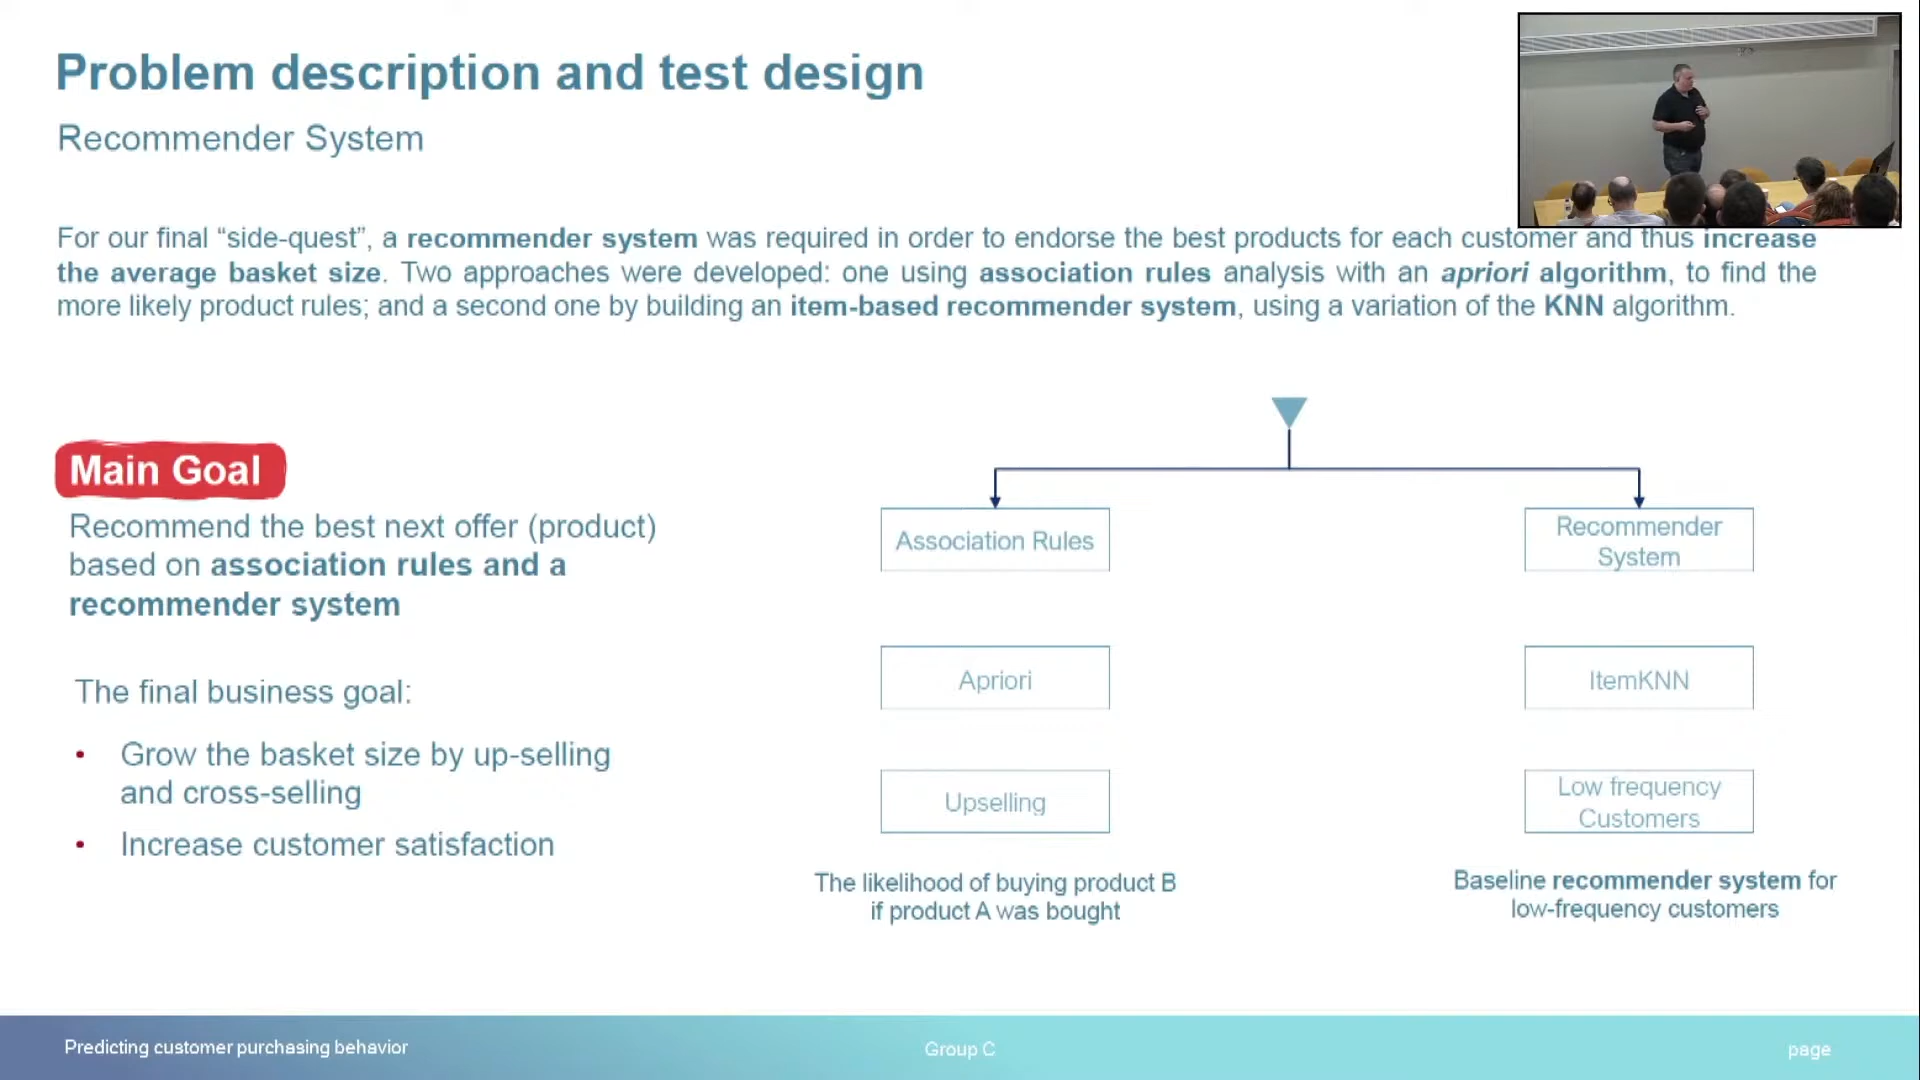 Problem description and test design
Recommender System
For our final “side-quest”, a recommender system was required in order to endorse the best products for each customer and thus increase
the average basket size. Two approaches were developed: one using association rules analysis with an apriori algorithm, to find the
more likely product rules; and a second one by building an item-based recommender system, using a variation of the KNN algorithm.
Main Goal
Recommend the best next offer (product)
based on association rules and a
recommender system
The final business goal:
• Grow the basket size by up-selling
and cross-selling
• Increase customer satisfaction
Association Rules
Apriori
Upselling
The likelihood of buying product B
if product A was bought
Recommender
System
ItemKNN
Low frequency
Customers
Baseline recommender system for
low-frequency customers
Predicting customer purchasing behavior
Group C
page